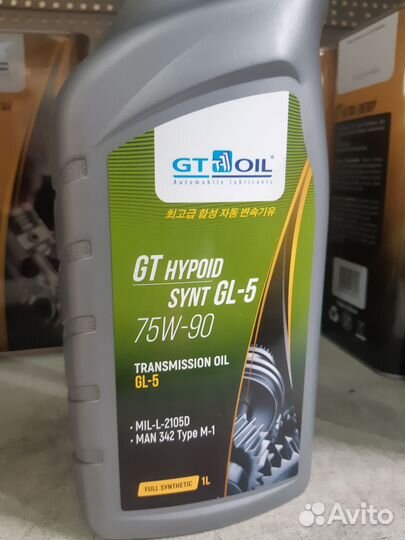 GT OIL®
Automobile lubricants
최고급 합성 자동 변속기유
GT HYPOID
SYNT GL-5
75W-90
TRANSMISSION OIL
GL-5
• MIL-L-2105D
• MAN 342 Type M-1
FULL SYNTHETIC 1L
Avito